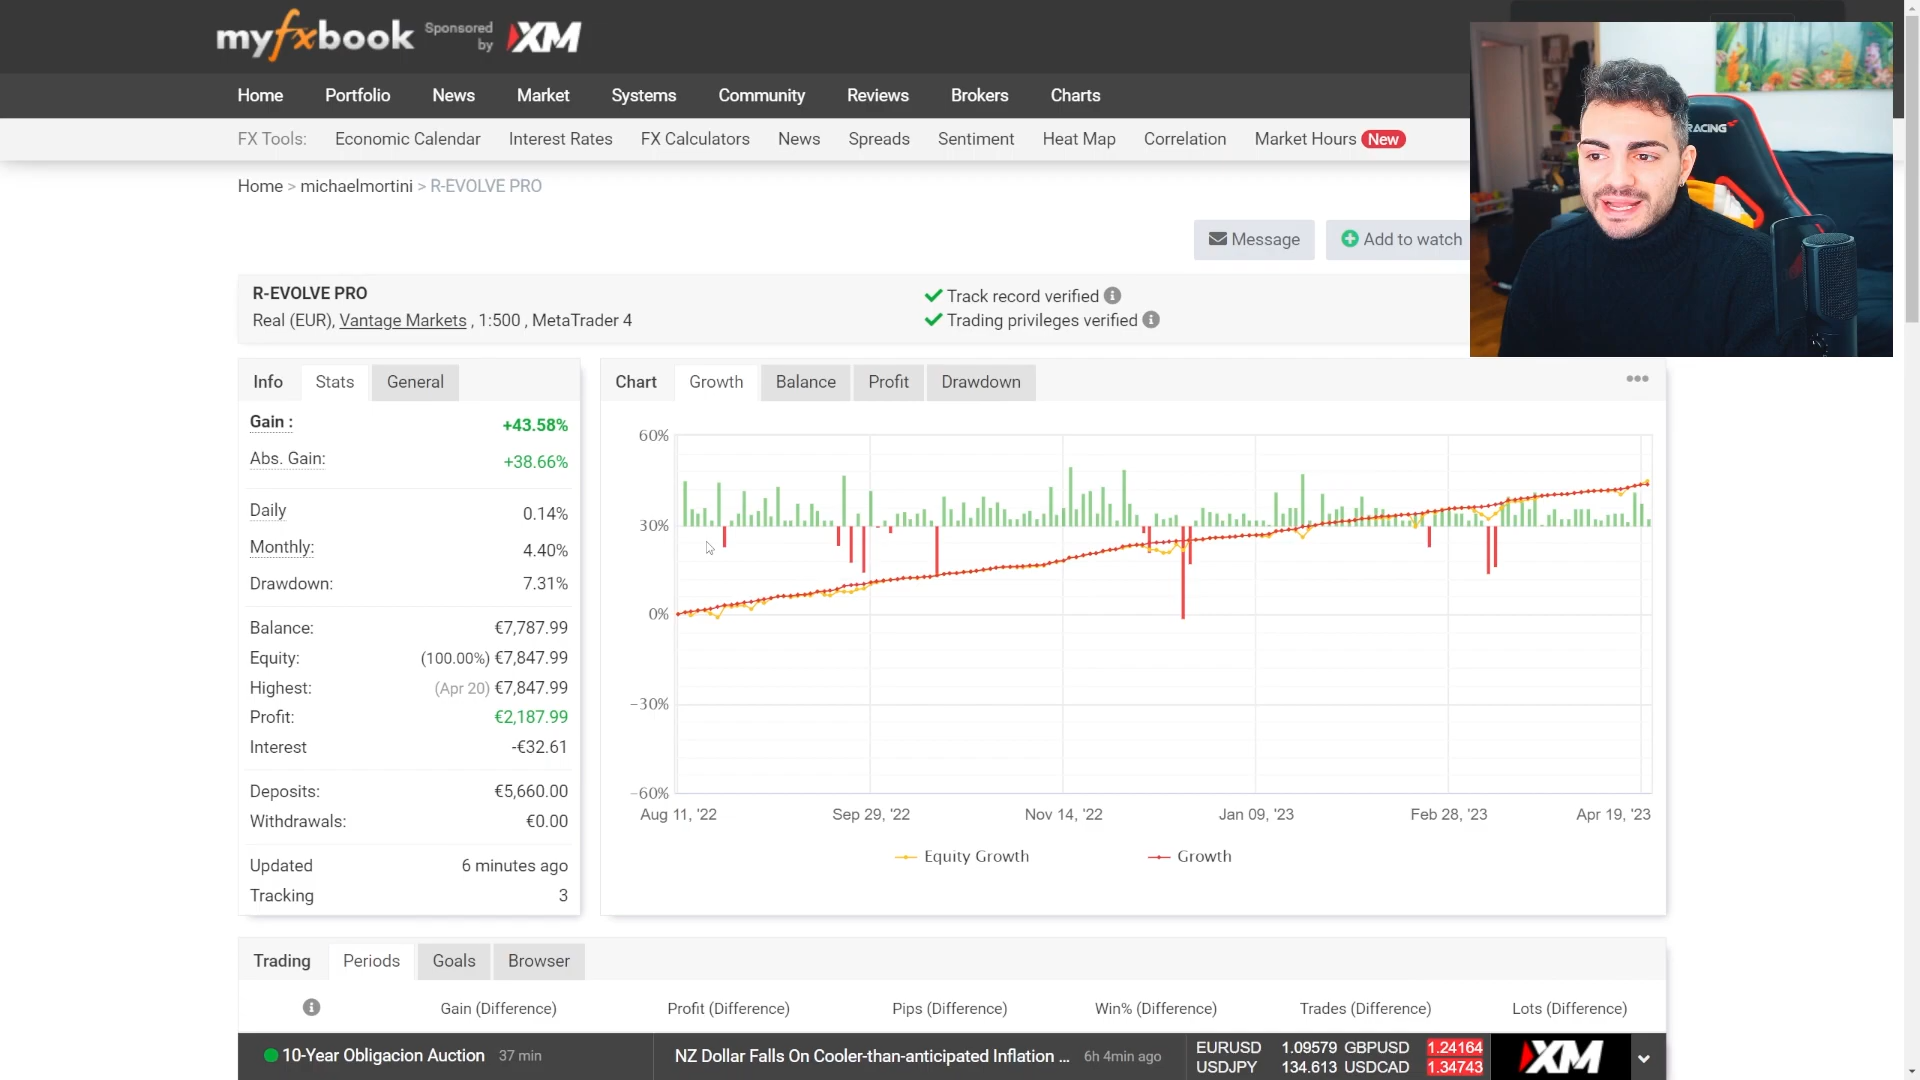 myfxbook Sponsored by XM
Home Portfolio News Market Systems Community Reviews Brokers Charts
FX Tools: Economic Calendar Interest Rates FX Calculators News Spreads Sentiment Heat Map Correlation Market Hours New
RACING
Home > michaelmortini > R-EVOLVE PRO
Message Add to watch
R-EVOLVE PRO
Real (EUR), Vantage Markets , 1:500 , MetaTrader 4
Track record verified
Trading privileges verified
Info Stats General
Gain : +43.58%
Abs. Gain: +38.66%
Daily 0.14%
Monthly: 4.40%
Drawdown: 7.31%
Balance: €7,787.99
Equity: (100.00%) €7,847.99
Highest: (Apr 20) €7,847.99
Profit: €2,187.99
Interest -€32.61
Deposits: €5,660.00
Withdrawals: €0.00
Updated 6 minutes ago
Tracking 3
Chart Growth Balance Profit Drawdown
60%
30%
0%
-30%
-60%
Aug 11, '22 Sep 29, '22 Nov 14, '22 Jan 09, '23 Feb 28, '23 Apr 19, '23
Equity Growth Growth
Trading Periods Goals Browser
Gain (Difference) Profit (Difference) Pips (Difference) Win% (Difference) Trades (Difference) Lots (Difference)
10-Year Obligacion Auction 37 min
NZ Dollar Falls On Cooler-than-anticipated Inflation ... 6h 4min ago
EURUSD 1.09579 GBPUSD 1.24164
USDJPY 134.613 USDCAD 1.34743
XM